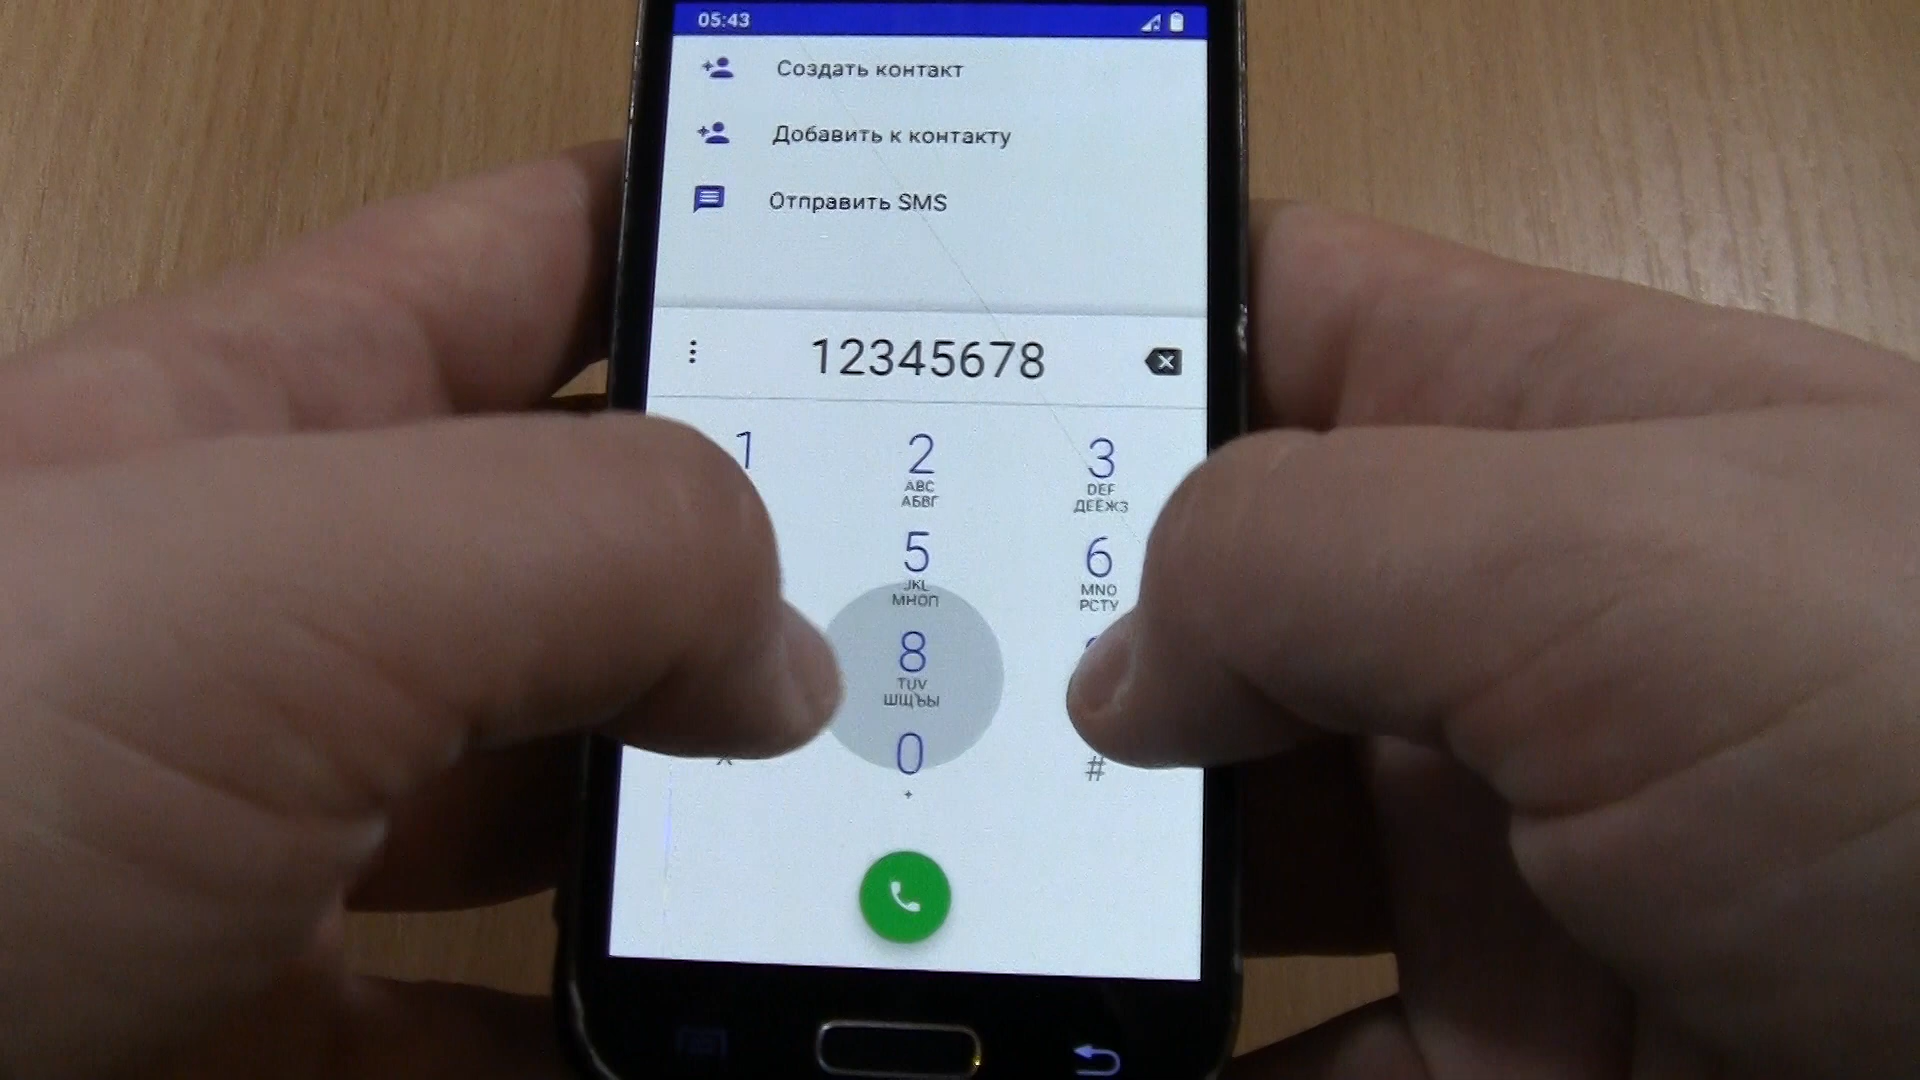 05:43
Создать контакт
Добавить к контакту
Отправить SMS
12345678
1 2 3
ABC DEF
АБВГ ДЕЁЖЗ
5 6
JKL MNO
МНОП РСТУ
8
TUV
ШЩЪЫ
0 #
+